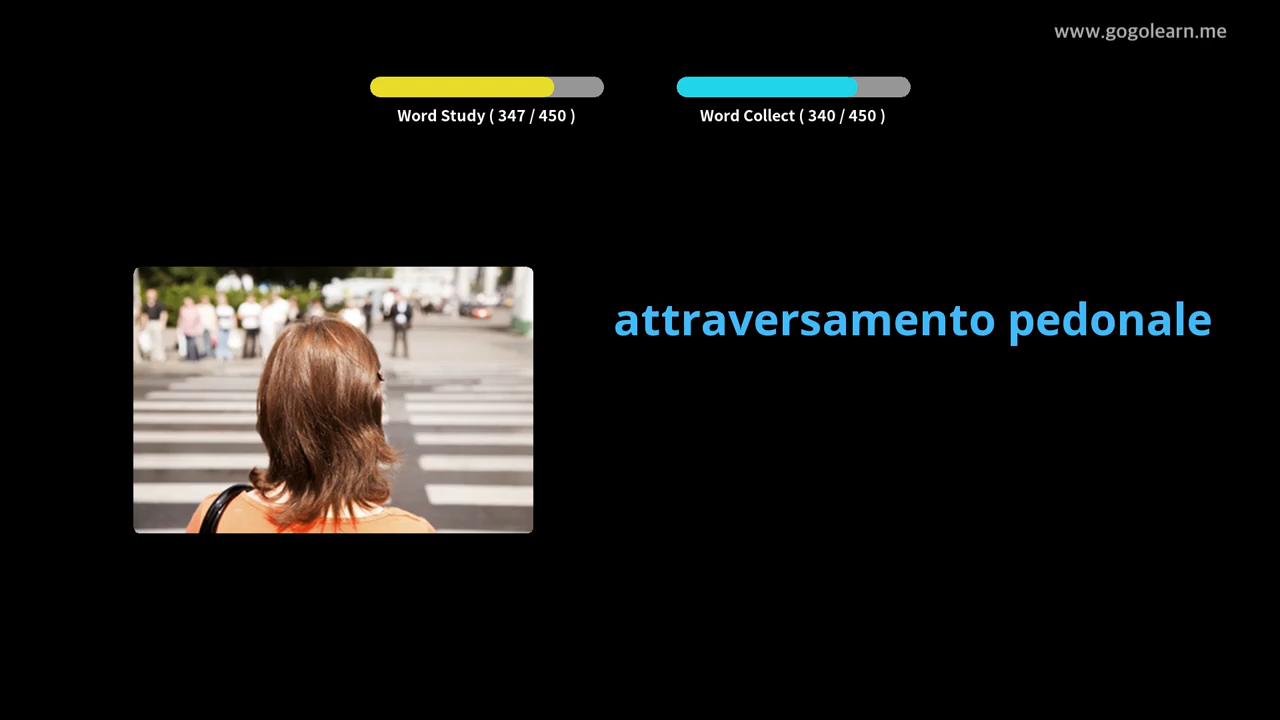 www.gogolearn.me
Word Study ( 347 / 450 )
Word Collect ( 340 / 450 )
attraversamento pedonale